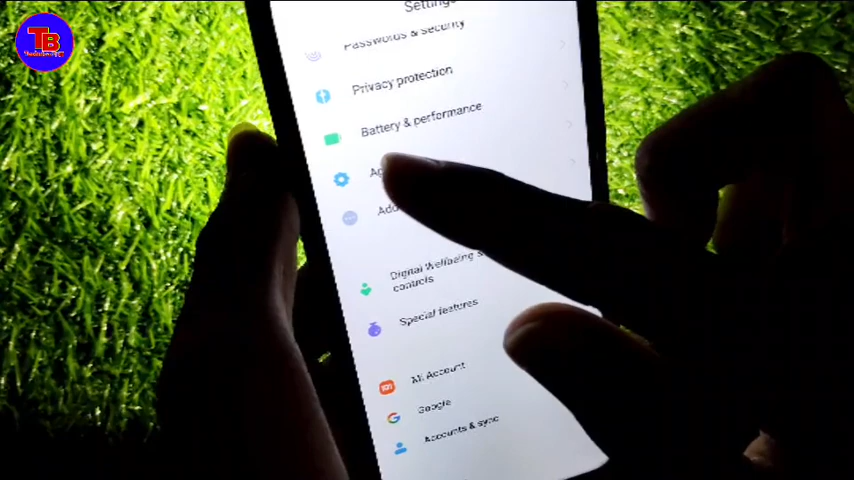 TB
Settings
Passwords & security
Privacy protection
Battery & performance
Digital Wellbeing &
controls
Special features
Mi Account
Google
Accounts & sync